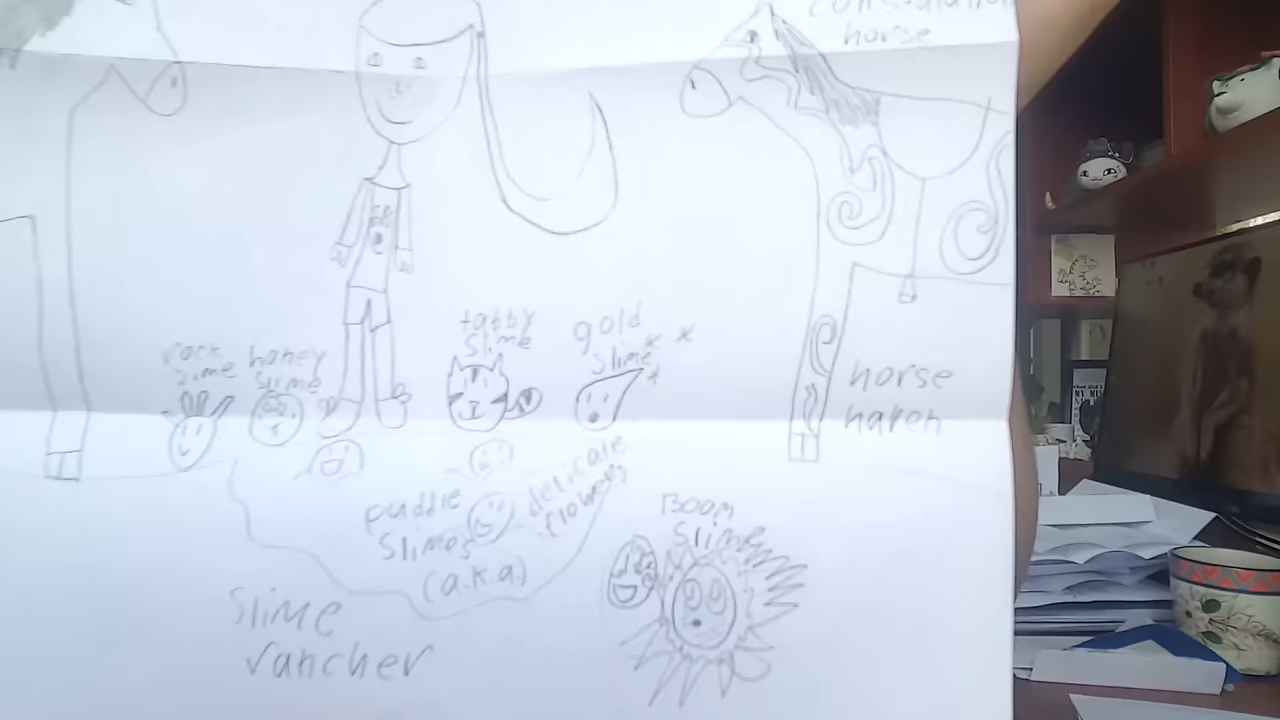 horse
tabby
slime
gold
slime
rock
slime
honey
slime
horse
haven
puddle
slimes
(a.k.a.)
delicate
flowers
Boom
Slime
Slime
rancher